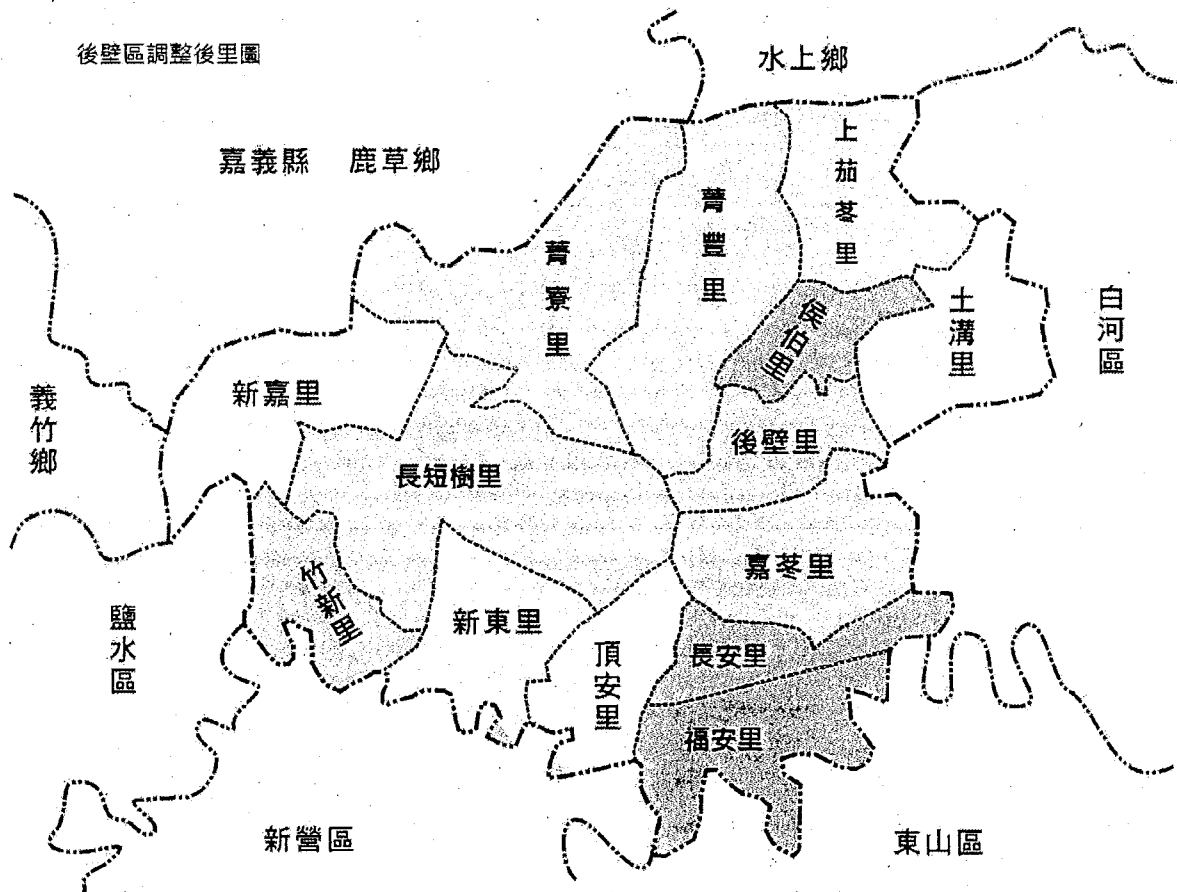 後壁區調整後里圖
水上鄉
嘉義縣 鹿草鄉
上茄苳里
菁豐里
菁寮里
侯伯里
土溝里
白河區
新嘉里
義竹鄉
後壁里
長短樹里
嘉苳里
竹新里
新東里
鹽水區
頂安里
長安里
福安里
新營區
東山區